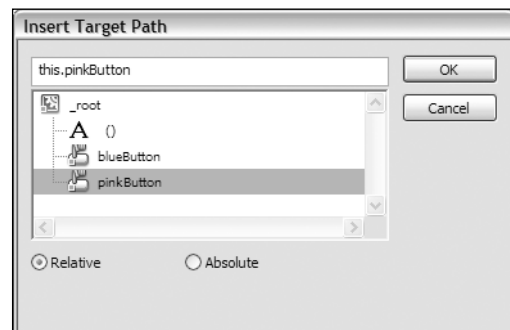 Insert Target Path
this.pinkButton
OK
_root
Cancel
A ()
blueButton
pinkButton
Relative Absolute